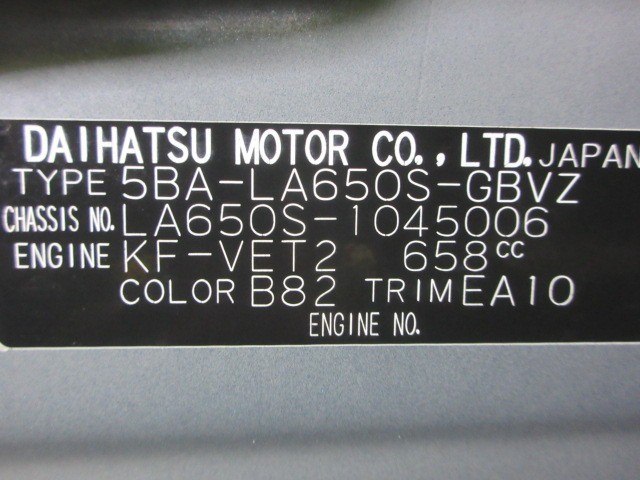 DAIHATSU MOTOR CO., LTD. JAPAN
TYPE 5BA-LA650S-GBVZ
CHASSIS NO. LA650S-1045006
ENGINE KF-VET2 658CC
COLOR B82 TRIM EA10
ENGINE NO.